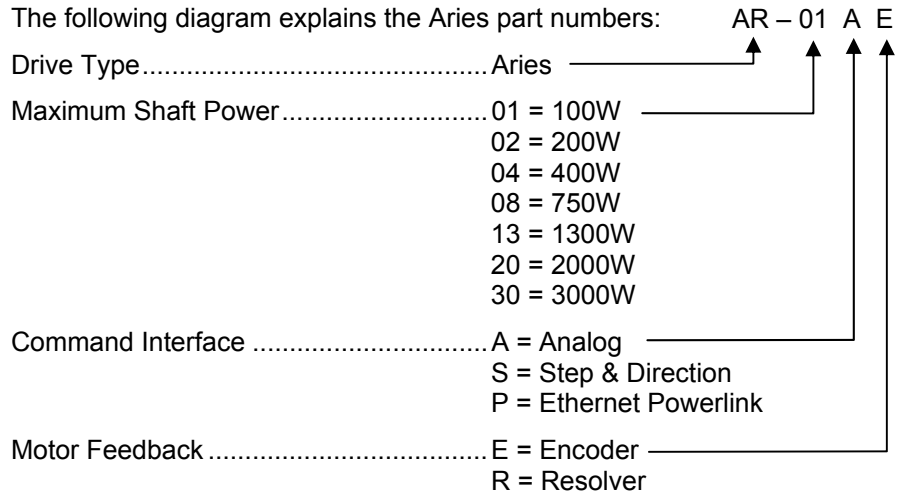 The following diagram explains the Aries part numbers: AR – 01 A E
Drive Type................................................Aries
Maximum Shaft Power............................01 = 100W
02 = 200W
04 = 400W
08 = 750W
13 = 1300W
20 = 2000W
30 = 3000W
Command Interface ................................A = Analog
S = Step & Direction
P = Ethernet Powerlink
Motor Feedback ......................................E = Encoder
R = Resolver